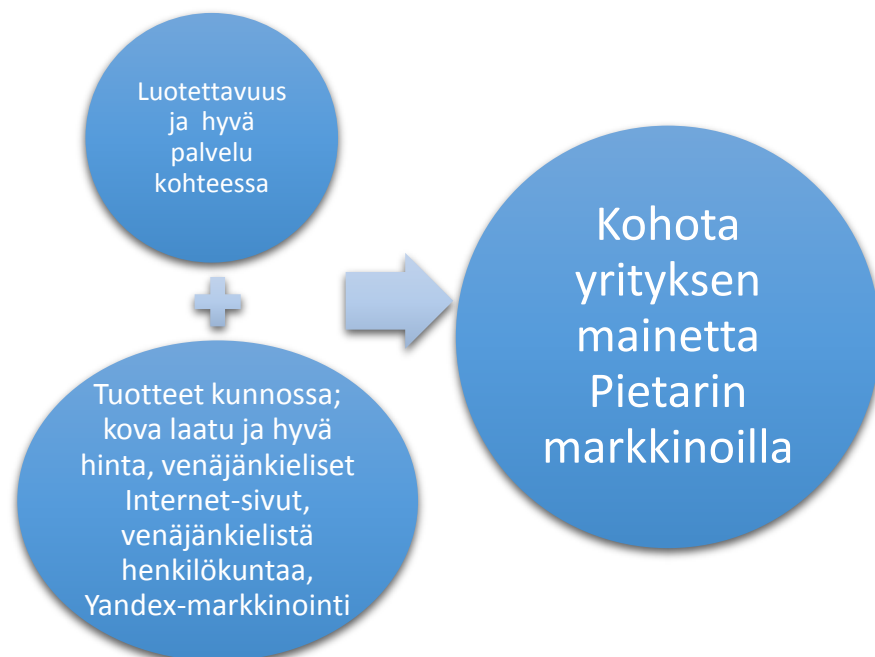 Luotettavuus
ja hyvä
palvelu
kohteessa
Tuotteet kunnossa;
kova laatu ja hyvä
hinta, venäjänkieliset
Internet-sivut,
venäjänkielistä
henkilökuntaa,
Yandex-markkinointi
Kohota
yrityksen
mainetta
Pietarin
markkinoilla